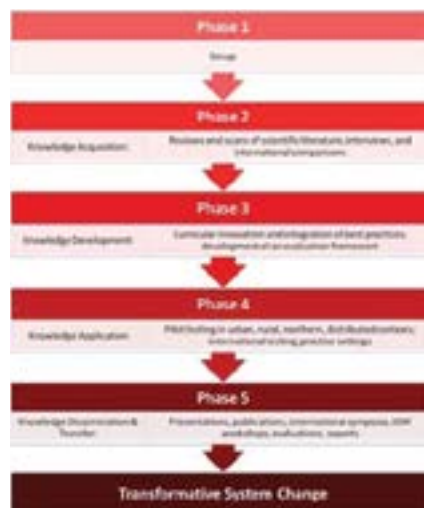 Phase 1
Setup
Phase 2
Knowledge Acquisition
Reviews and scans of scientific literature, interviews, and
international comparisons
Phase 3
Knowledge Development
Curricular innovation and integration of best practices;
development of an evaluation framework
Phase 4
Knowledge Application
Pilot testing in urban, rural, northern, distributed
international practice settings
Phase 5
Knowledge Dissemination &
Transfer
Presentations, publications, international symposia,
workshops, evaluations, reports
Transformative System Change